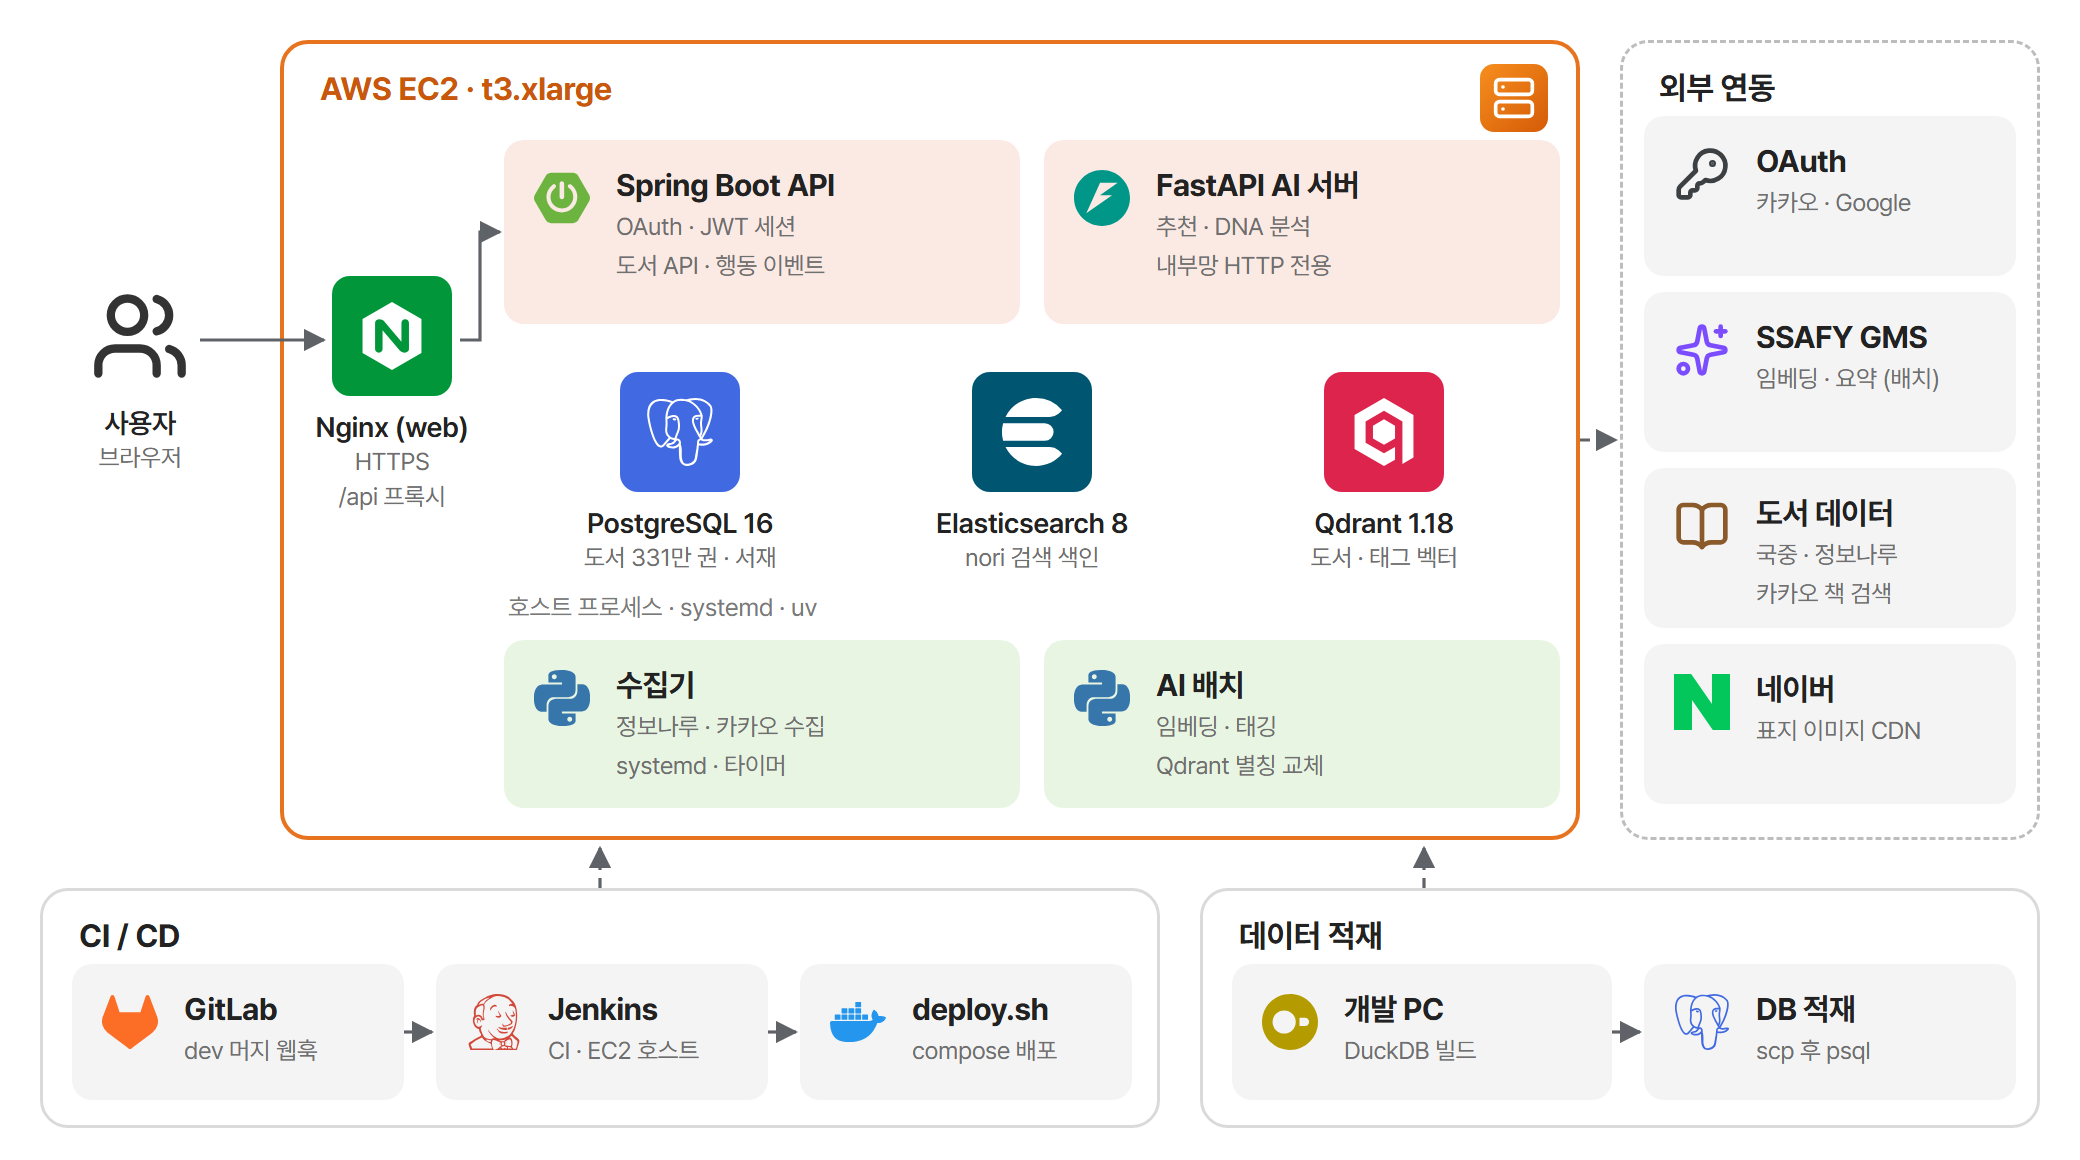 AWS EC2 · t3.xlarge
Spring Boot API
OAuth · JWT 세션
도서 API · 행동 이벤트
FastAPI AI 서버
추천 · DNA 분석
내부망 HTTP 전용
사용자
브라우저
Nginx (web)
HTTPS
/api 프록시
PostgreSQL 16
도서 331만 권 · 서재
Elasticsearch 8
nori 검색 색인
Qdrant 1.18
도서 · 태그 벡터
호스트 프로세스 · systemd · uv
수집기
정보나루 · 카카오 수집
systemd · 타이머
AI 배치
임베딩 · 태깅
Qdrant 별칭 교체
외부 연동
OAuth
카카오 · Google
SSAFY GMS
임베딩 · 요약 (배치)
도서 데이터
국중 · 정보나루
카카오 책 검색
네이버
표지 이미지 CDN
CI / CD
GitLab
dev 머지 웹훅
Jenkins
CI · EC2 호스트
deploy.sh
compose 배포
데이터 적재
개발 PC
DuckDB 빌드
DB 적재
scp 후 psql